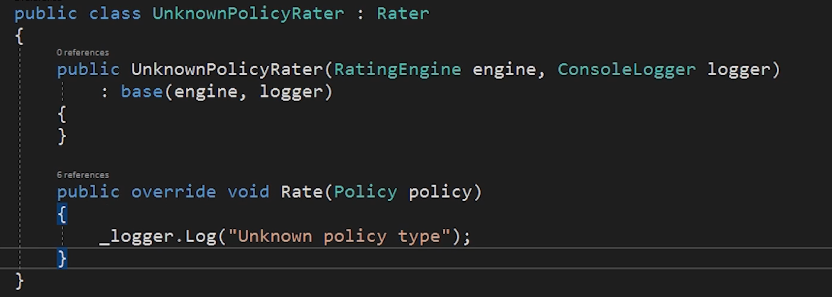 public class UnknownPolicyRater : Rater
{
0 references
public UnknownPolicyRater(RatingEngine engine, ConsoleLogger logger)
: base(engine, logger)
{
}
6 references
public override void Rate(Policy policy)
{
_logger.Log("Unknown policy type");
}
}